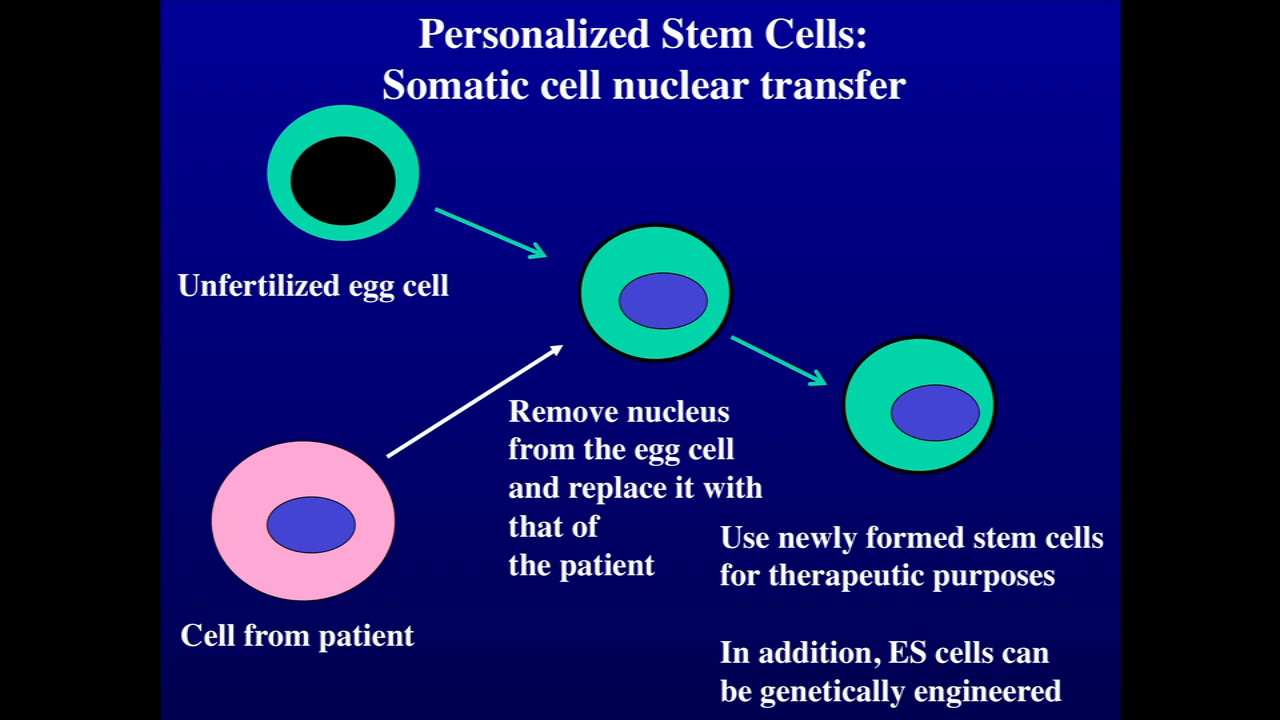 Personalized Stem Cells:
Somatic cell nuclear transfer
Unfertilized egg cell
Remove nucleus
from the egg cell
and replace it with
that of
the patient
Cell from patient
Use newly formed stem cells
for therapeutic purposes
In addition, ES cells can
be genetically engineered